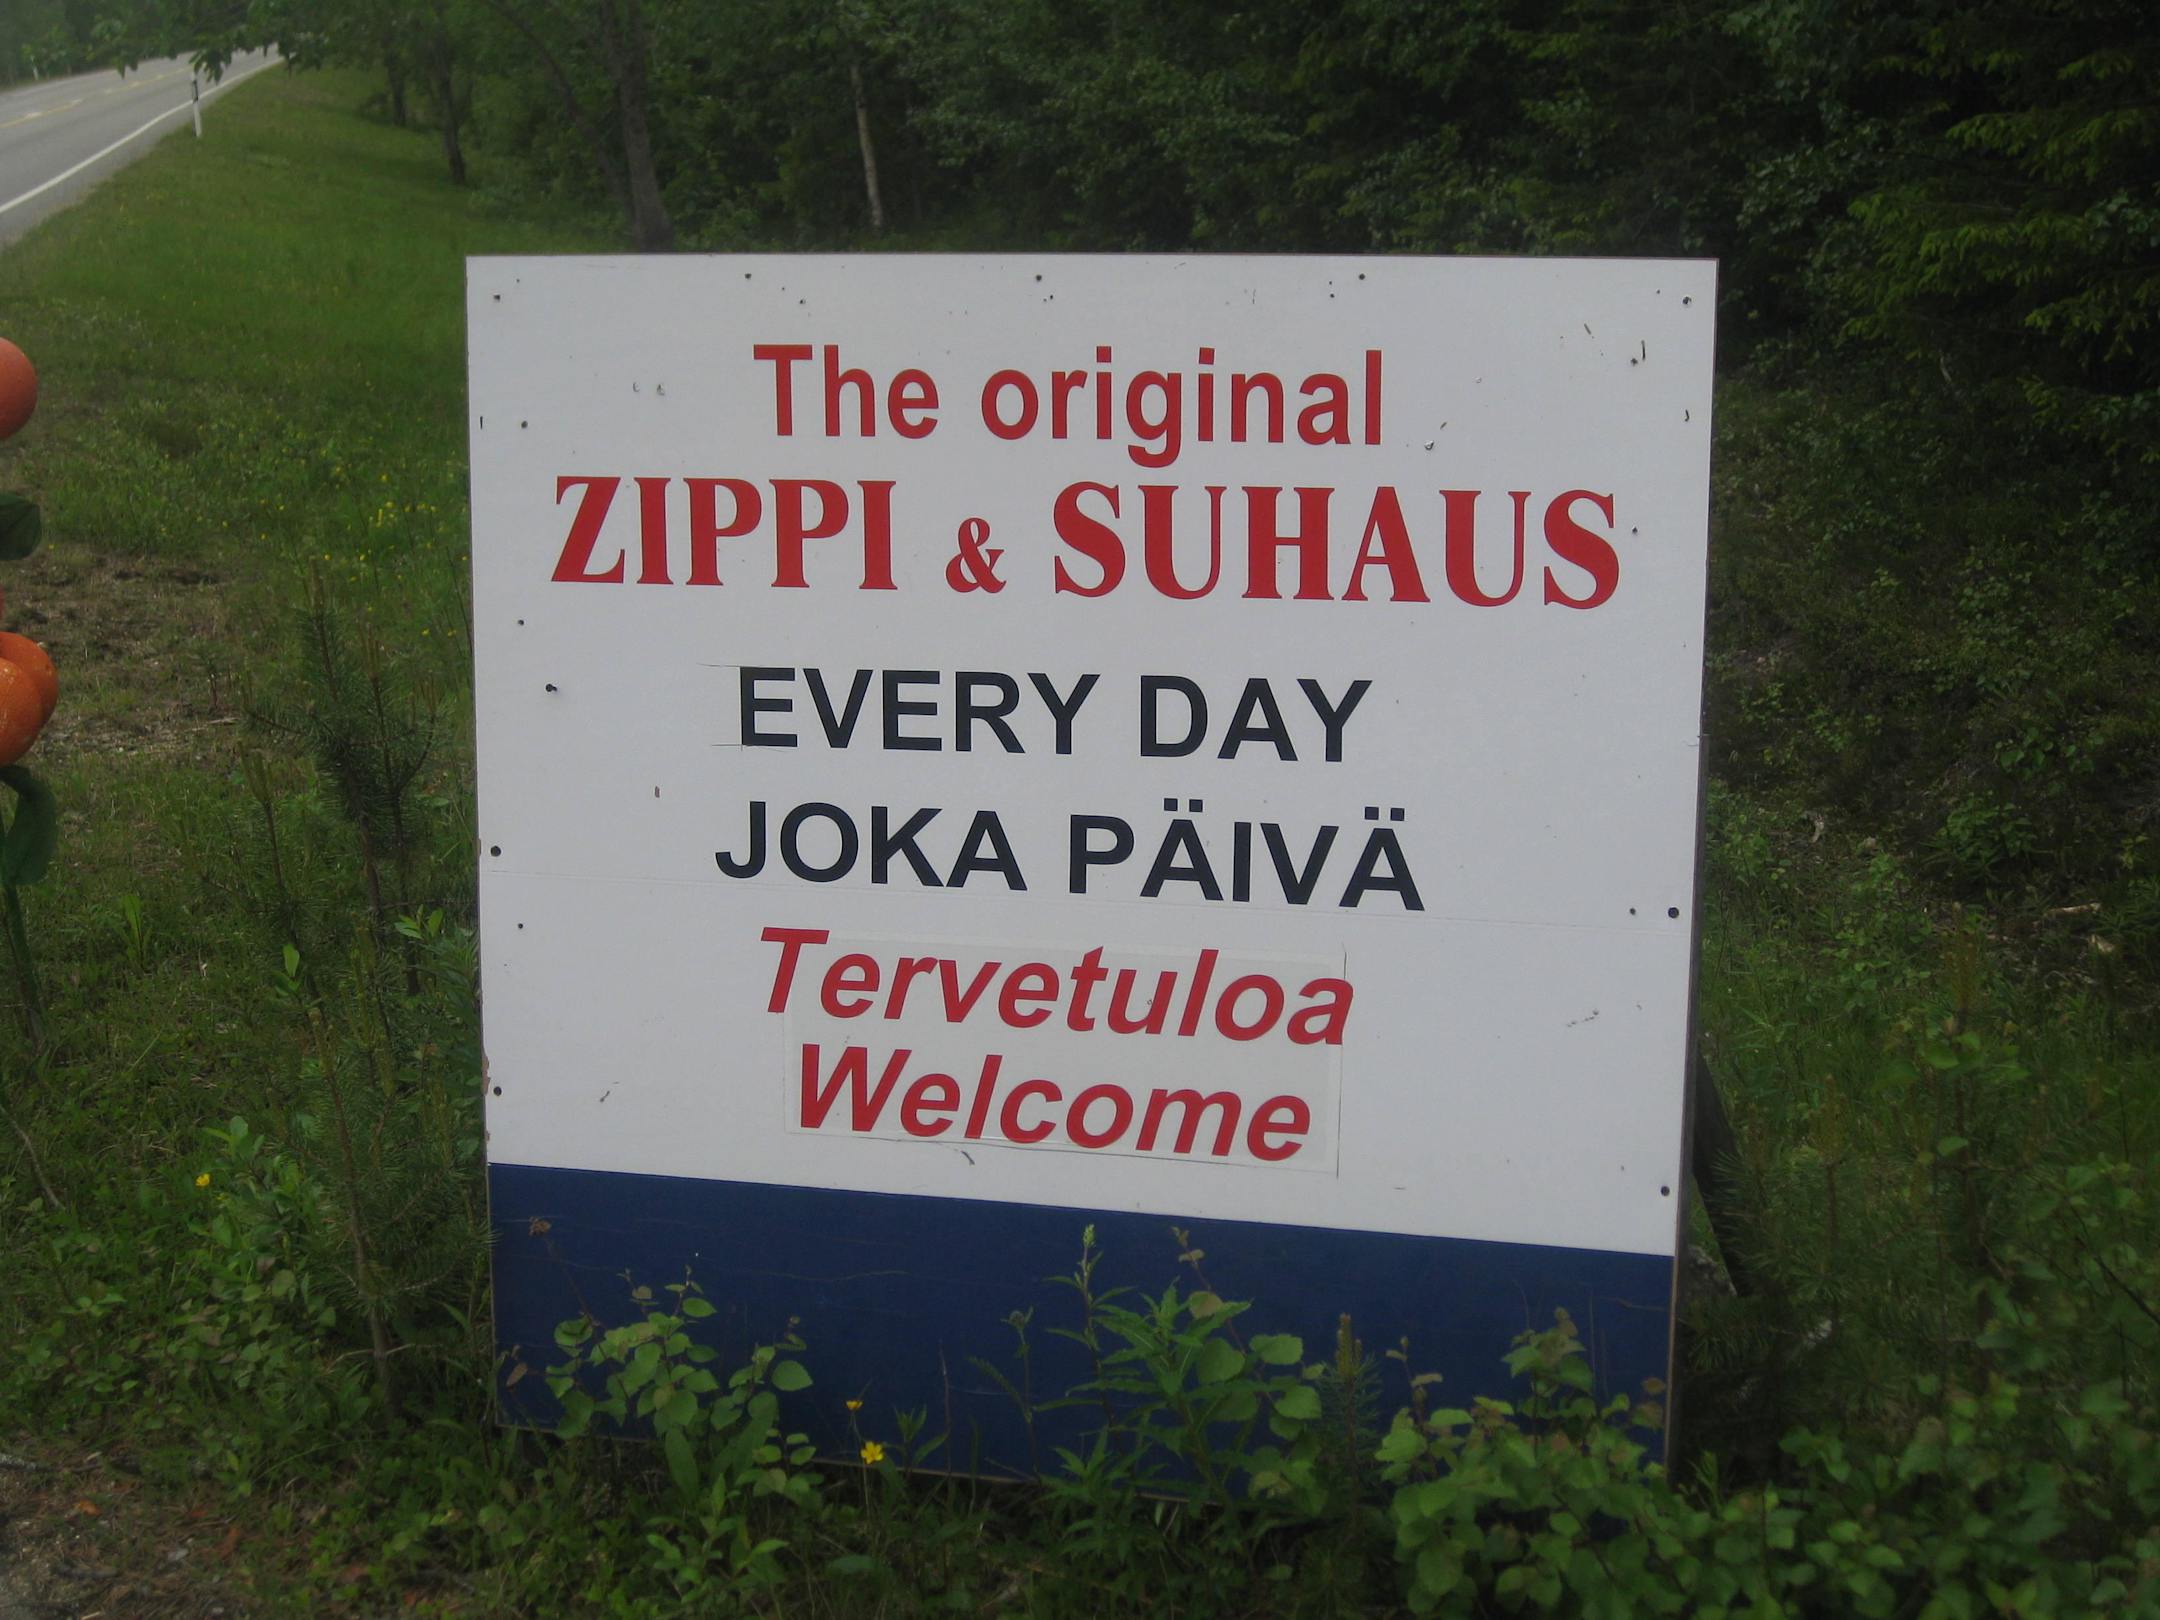 The original
ZIPPI & SUHAUS
EVERY DAY
JOKA PÄIVÄ
Tervetuloa
Welcome